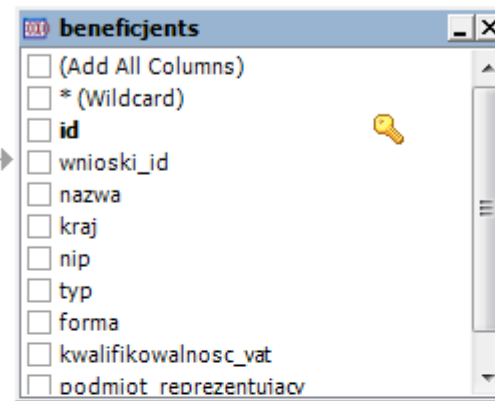 beneficjents
(Add All Columns)
* (Wildcard)
id
wnioski_id
nazwa
kraj
nip
typ
forma
kwalifikowalnosc_vat
podmiot_reprezentujacy